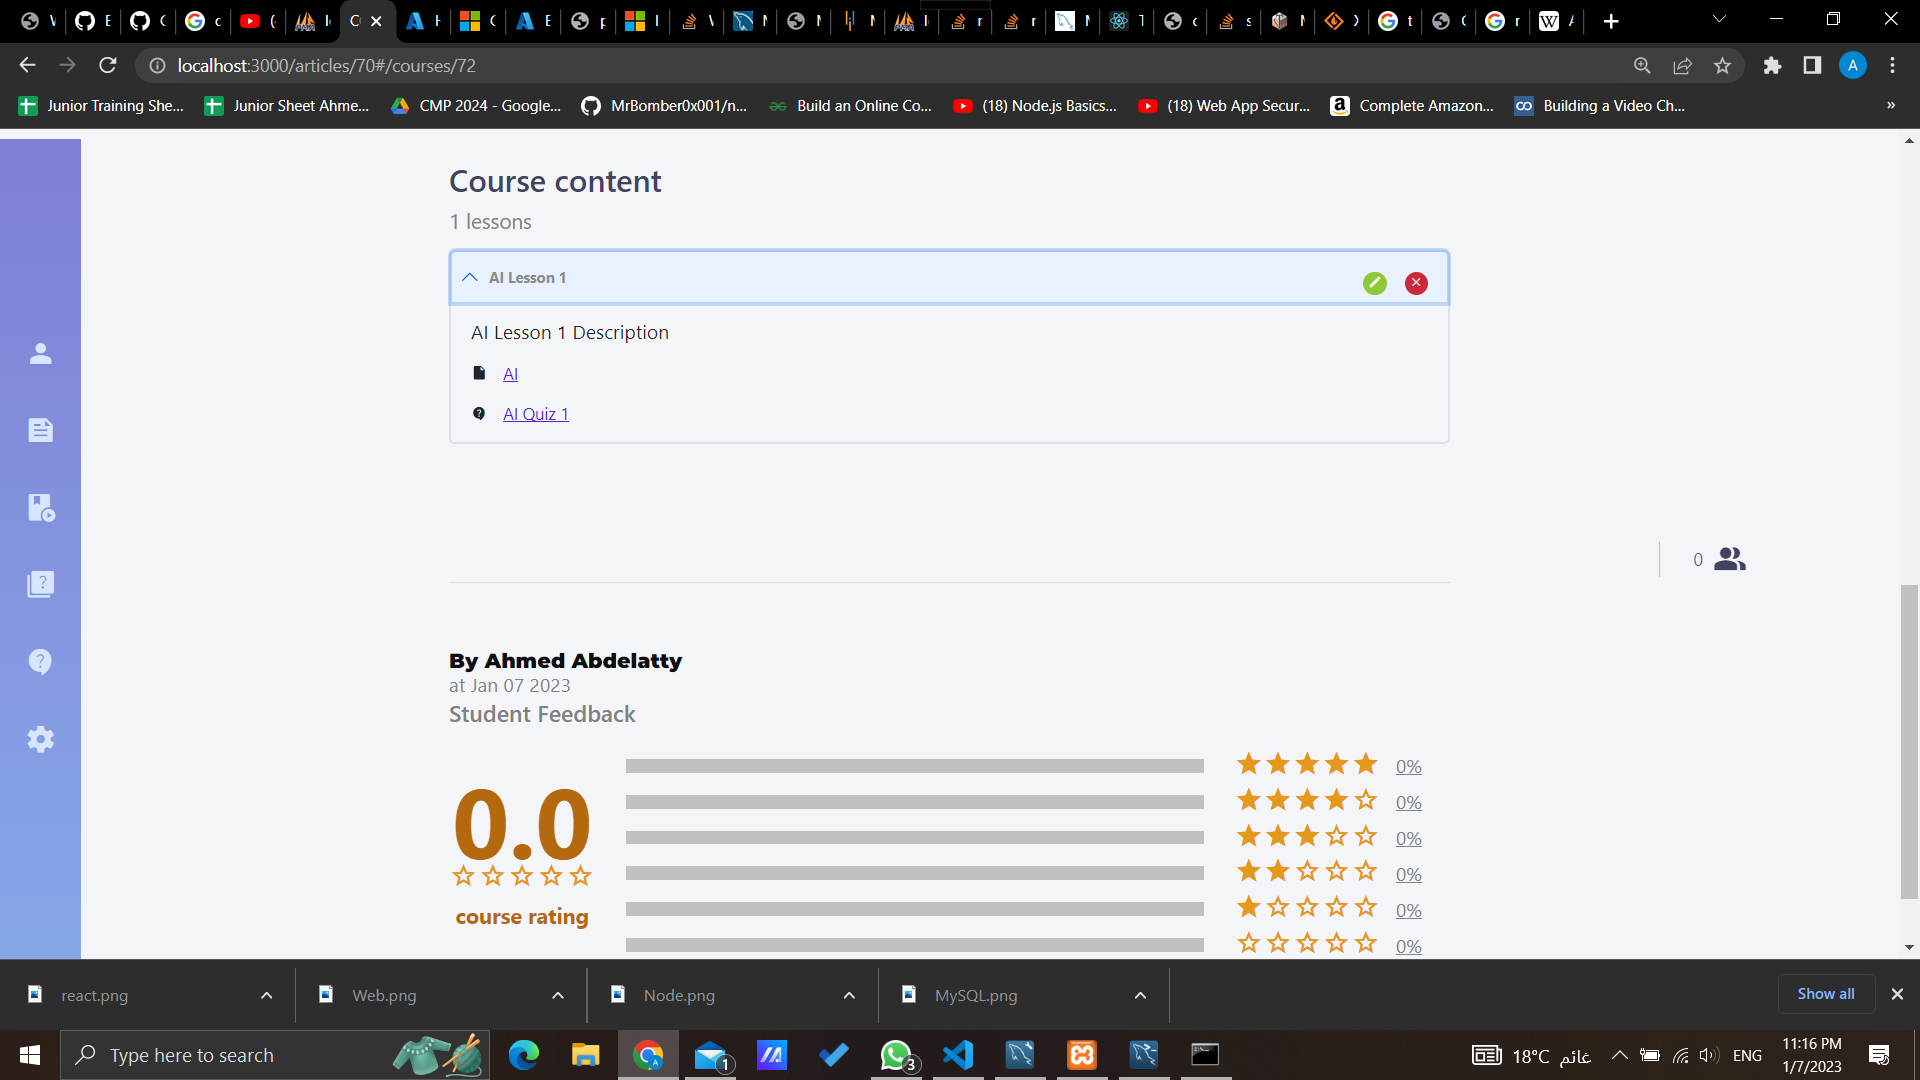 localhost:3000/articles/70#/courses/72
A
Junior Training She...
Junior Sheet Ahme...
CMP 2024 - Google...
MrBomber0x001/n...
Build an Online Co...
(18) Node.js Basics...
(18) Web App Secur...
Complete Amazon...
Building a Video Ch...
»
Course content
1 lessons
AI Lesson 1
AI Lesson 1 Description
AI
AI Quiz 1
0
By Ahmed Abdelatty
at Jan 07 2023
Student Feedback
0.0
course rating
0%
0%
0%
0%
0%
0%
react.png
Web.png
Node.png
MySQL.png
Show all
Type here to search
1
3
18°C غائم
ENG
11:16 PM
1/7/2023